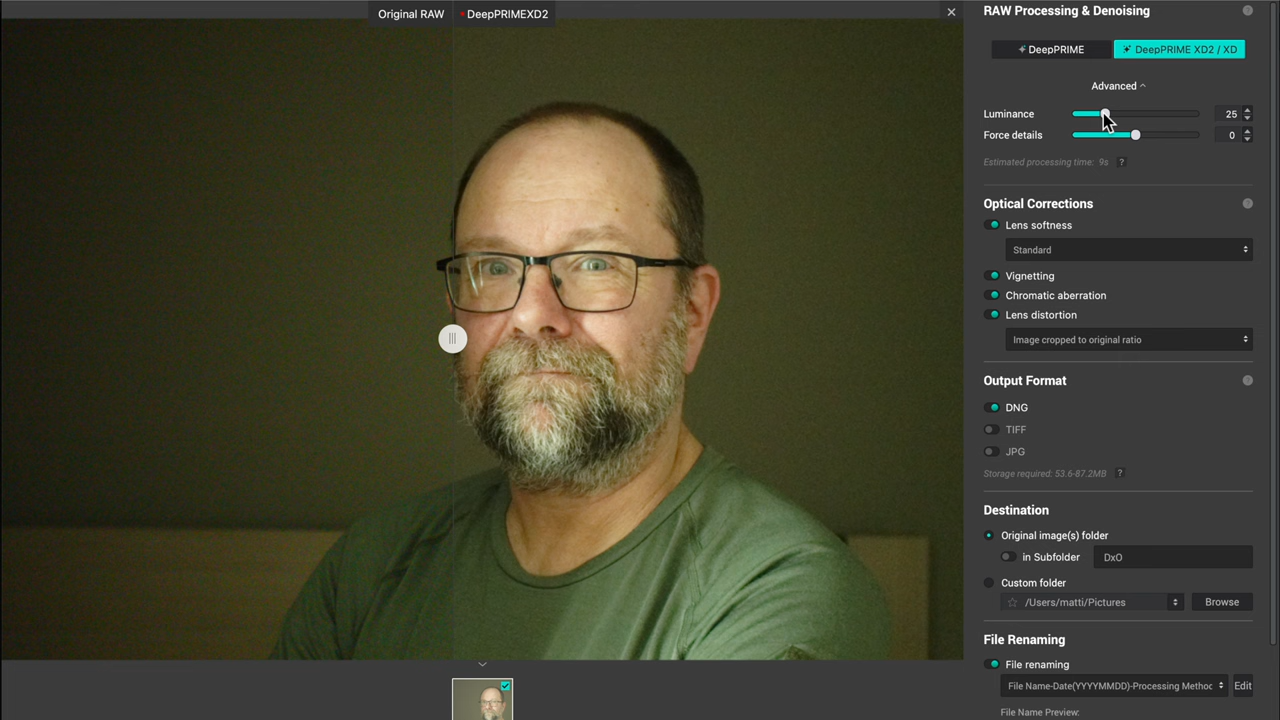 Original RAW
DeepPRIMEXD2
RAW Processing & Denoising
DeepPRIME
DeepPRIME XD2 / XD
Advanced
Luminance 25
Force details 0
Estimated processing time: 9s ?
Optical Corrections
Lens softness
Standard
Vignetting
Chromatic aberration
Lens distortion
Image cropped to original ratio
Output Format
DNG
TIFF
JPG
Storage required: 53.6-87.2MB ?
Destination
Original image(s) folder
in Subfolder DxO
Custom folder
/Users/matti/Pictures Browse
File Renaming
File renaming
File Name-Date(YYYYMMDD)-Processing Methoc Edit
File Name Preview: